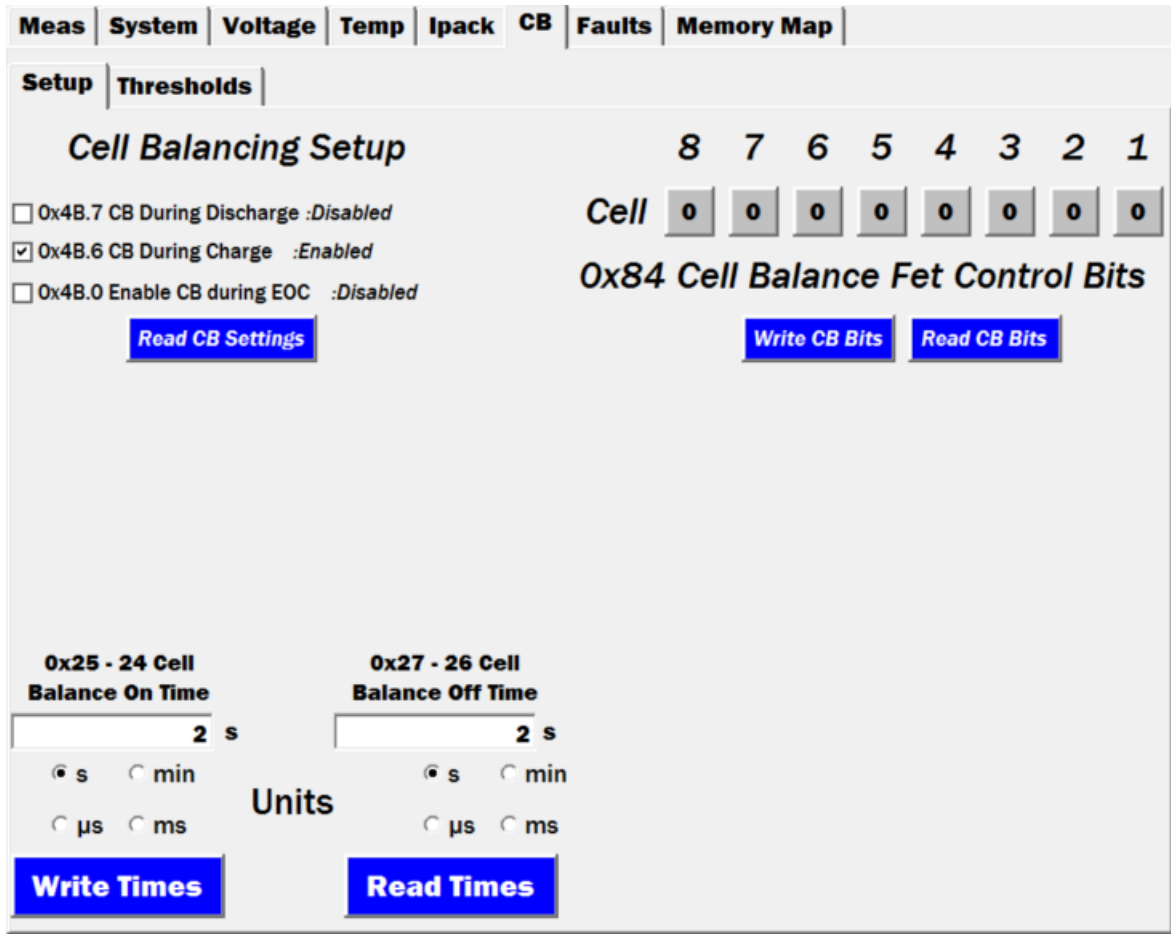 Meas System Voltage Temp Ipack CB Faults Memory Map
Setup Thresholds
Cell Balancing Setup
0x4B.7 CB During Discharge :Disabled
0x4B.6 CB During Charge :Enabled
0x4B.0 Enable CB during EOC :Disabled
Read CB Settings
8 7 6 5 4 3 2 1
Cell 0 0 0 0 0 0 0 0
0x84 Cell Balance Fet Control Bits
Write CB Bits Read CB Bits
0x25 - 24 Cell
Balance On Time
2 s
s min
µs ms
Units
0x27 - 26 Cell
Balance Off Time
2 s
s min
µs ms
Write Times Read Times